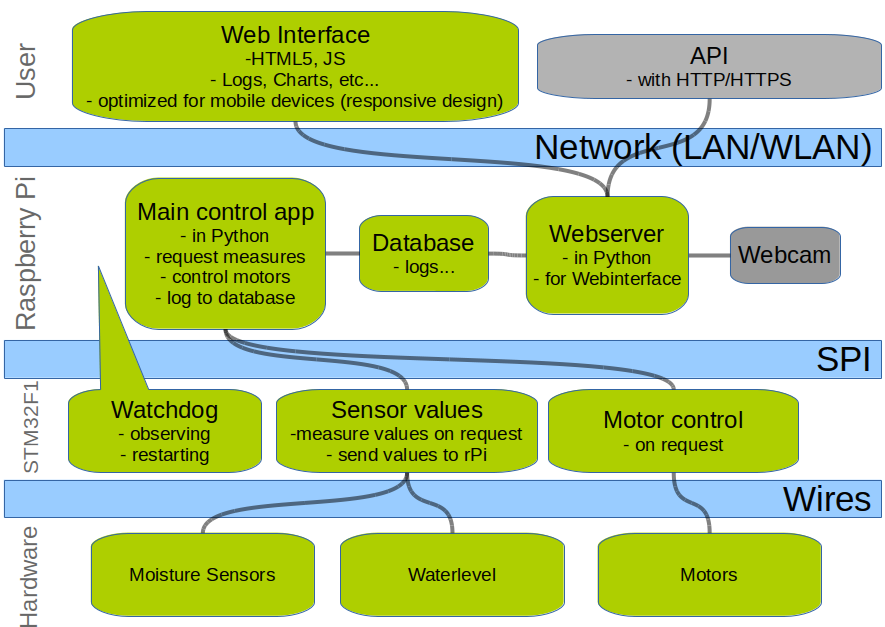 User
Web Interface
-HTML5, JS
- Logs, Charts, etc...
- optimized for mobile devices (responsive design)
API
- with HTTP/HTTPS
Network (LAN/WLAN)
Raspberry Pi
Main control app
- in Python
- request measures
- control motors
- log to database
Database
- logs...
Webserver
- in Python
- for Webinterface
Webcam
SPI
STM32F1
Watchdog
- observing
- restarting
Sensor values
-measure values on request
- send values to rPi
Motor control
- on request
Wires
Hardware
Moisture Sensors
Waterlevel
Motors